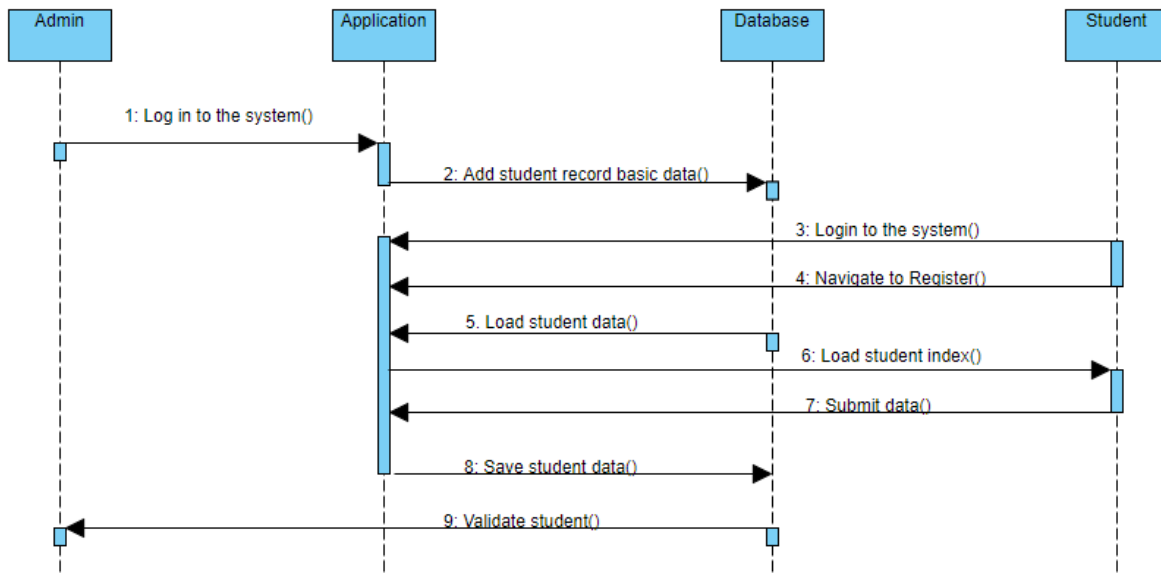 Admin
Application
Database
Student
1: Log in to the system()
2: Add student record basic data()
3: Login to the system()
4: Navigate to Register()
5. Load student data()
6: Load student index()
7: Submit data()
8: Save student data()
9: Validate student()